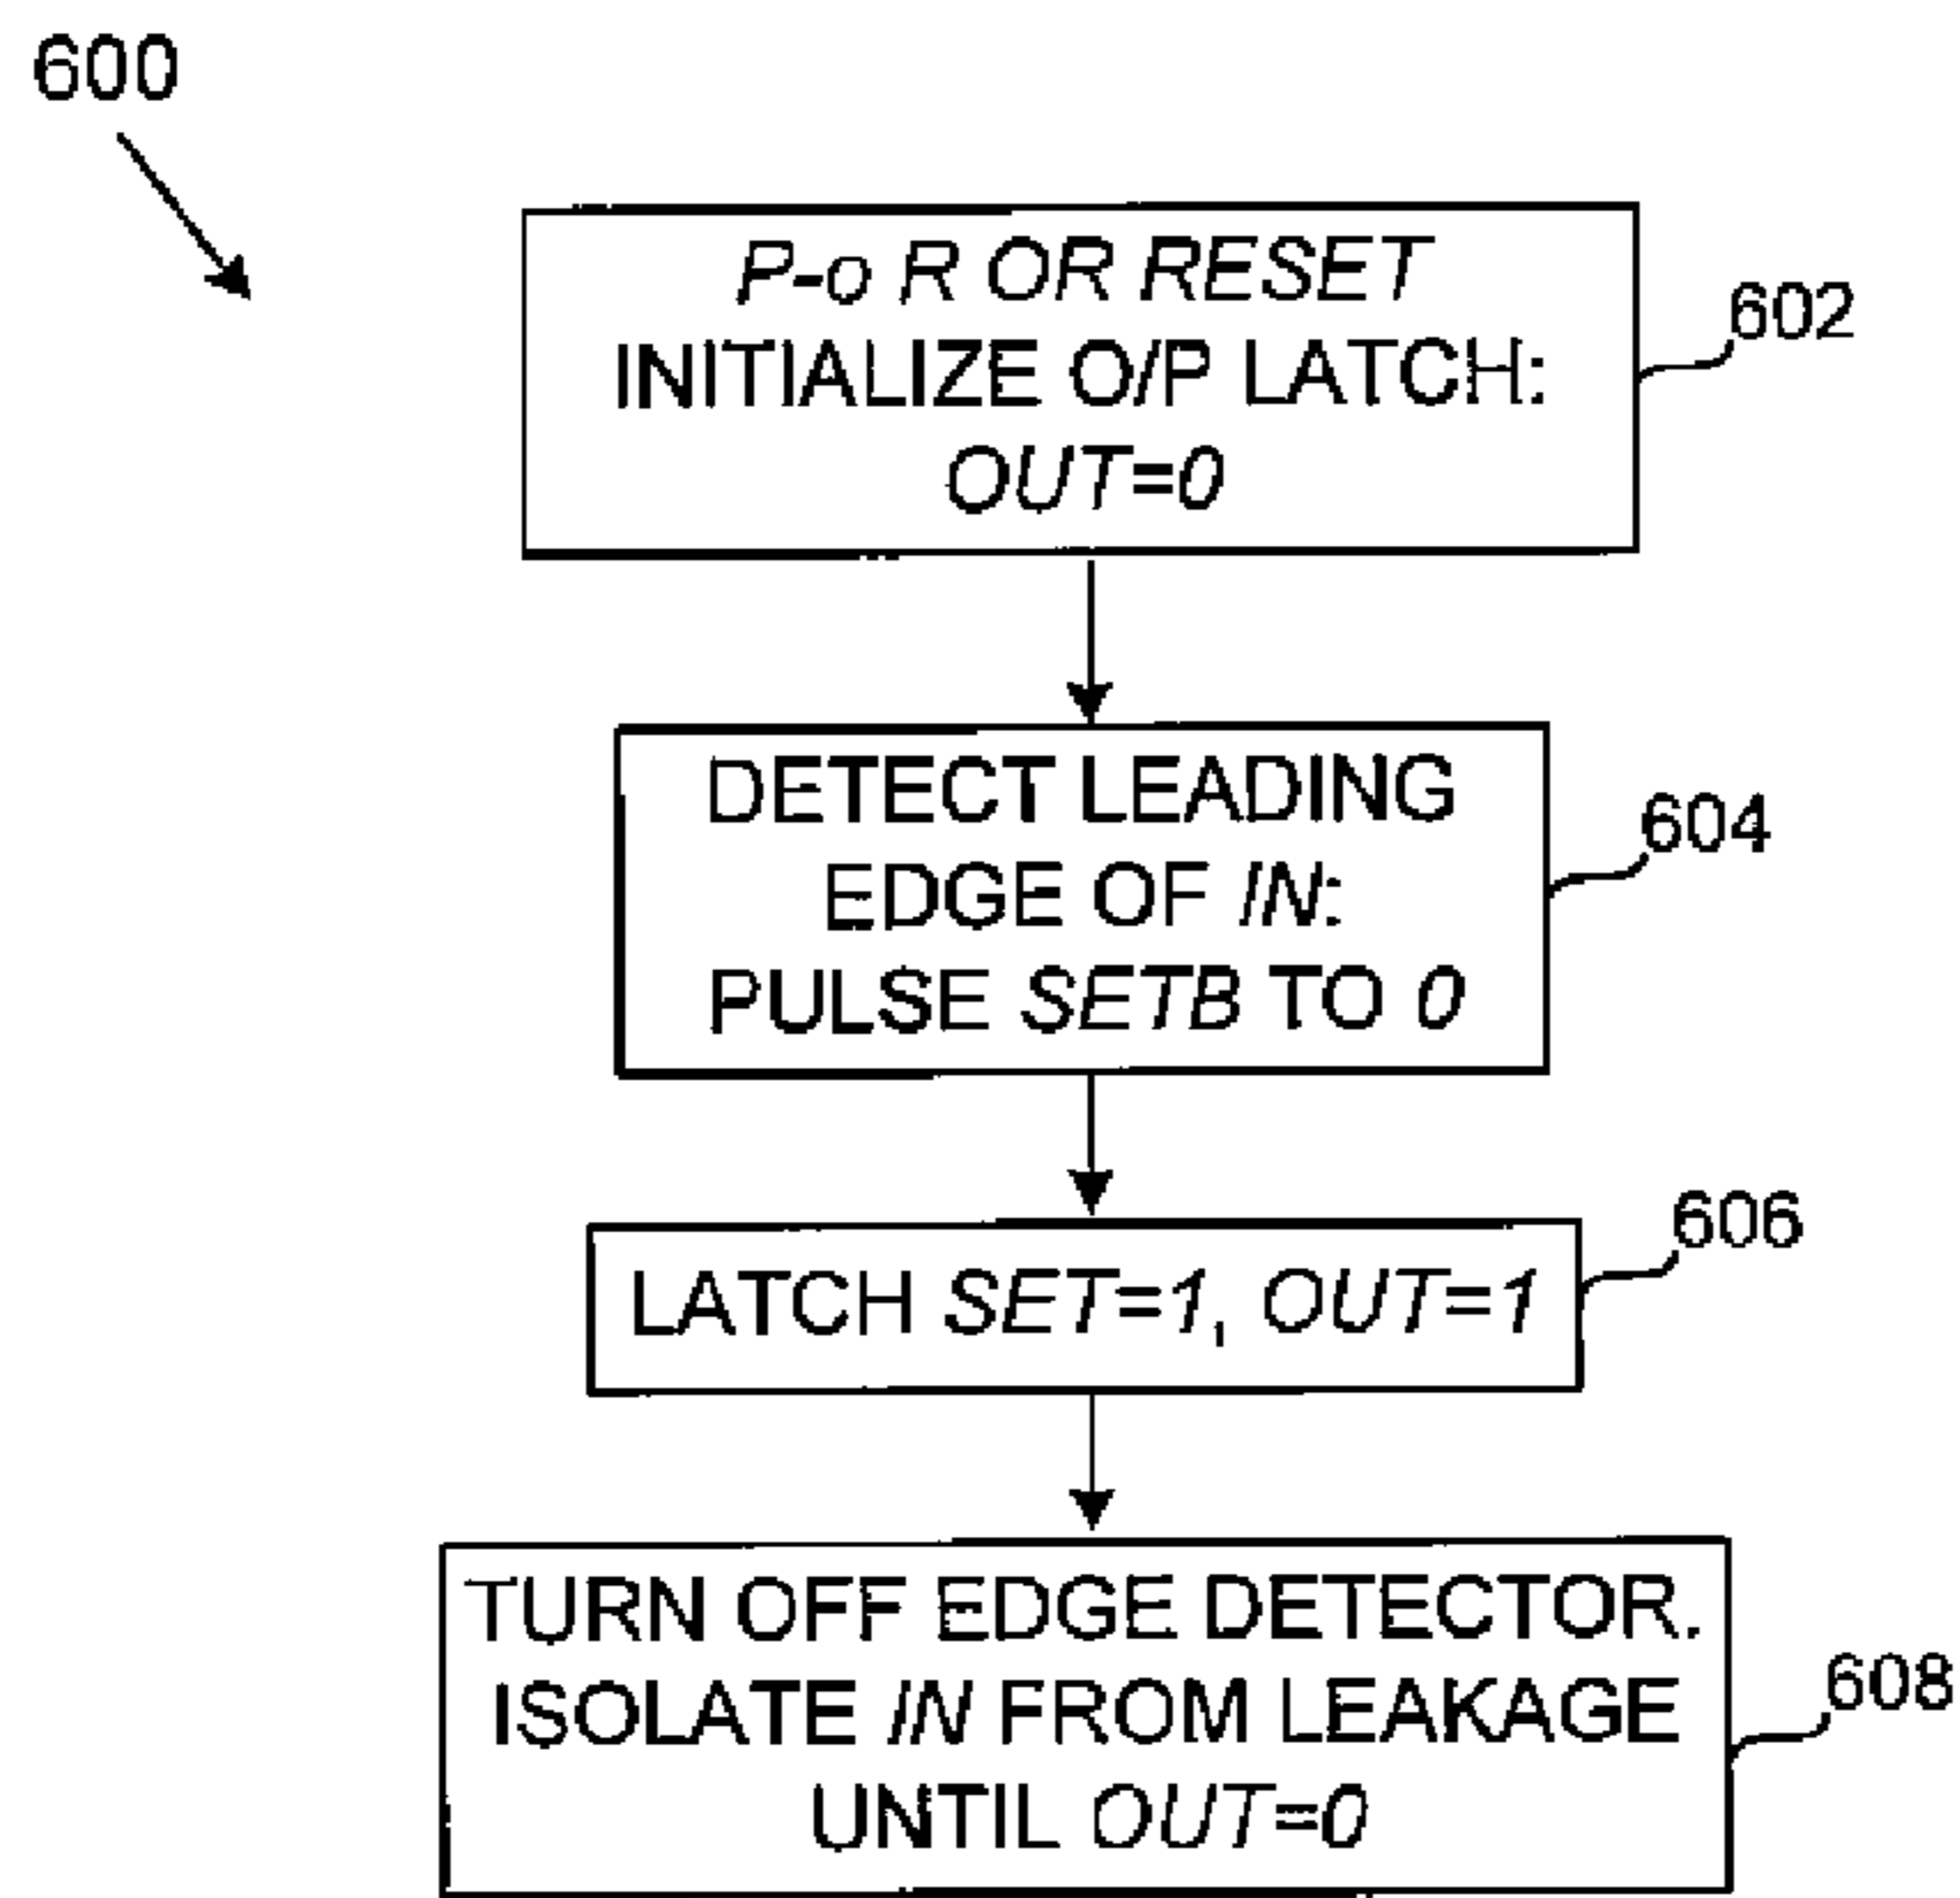 600
P-o R OR RESET
INITIALIZE O/P LATCH:
OUT=0
602
DETECT LEADING
EDGE OF IN:
PULSE SETB TO 0
604
LATCH SET=1, OUT=1
606
TURN OFF EDGE DETECTOR.
ISOLATE IN FROM LEAKAGE
UNTIL OUT=0
608